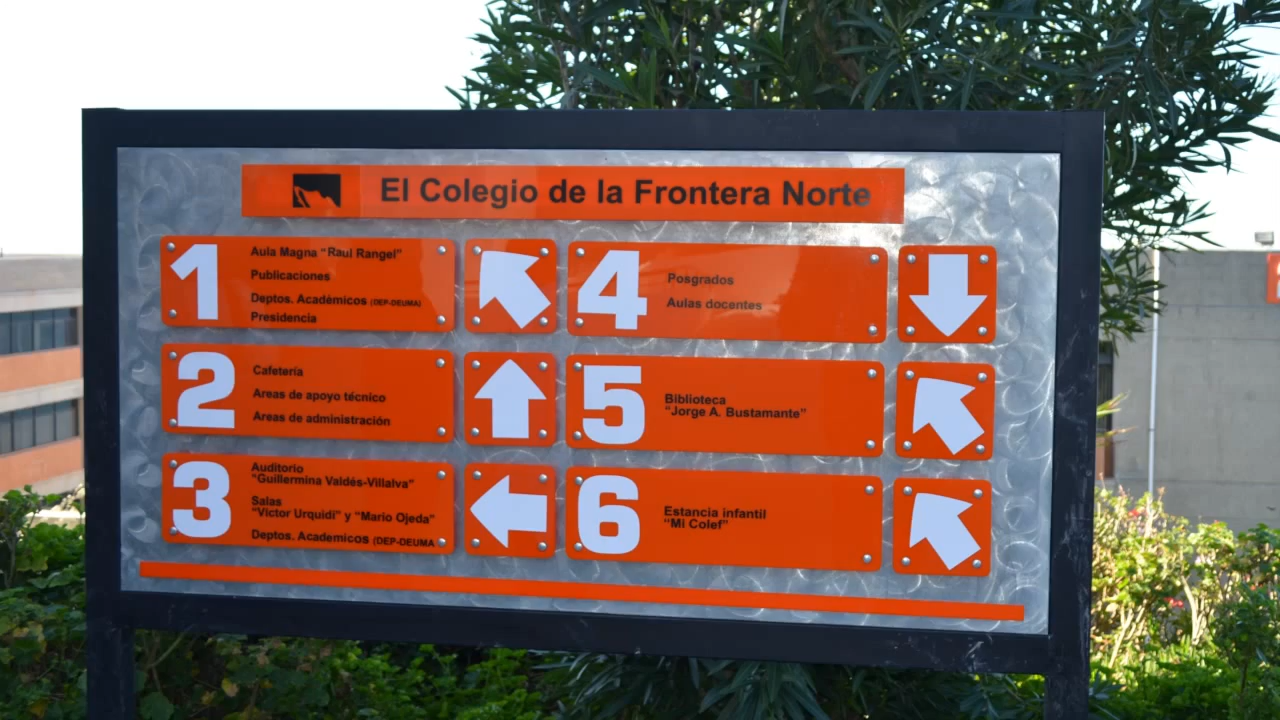 El Colegio de la Frontera Norte
1
Aula Magna "Raul Rangel"
Publicaciones
Deptos. Académicos (DEP-DEUMA)
Presidencia
2
Cafetería
Areas de apoyo técnico
Areas de administración
3
Auditorio
"Guillermina Valdés-Villalva"
Salas
"Victor Urquidi" y "Mario Ojeda"
Deptos. Academicos (DEP-DEUMA
4
Posgrados
Aulas docentes
5
Biblioteca
"Jorge A. Bustamante"
6
Estancia infantil
"Mi Colef"